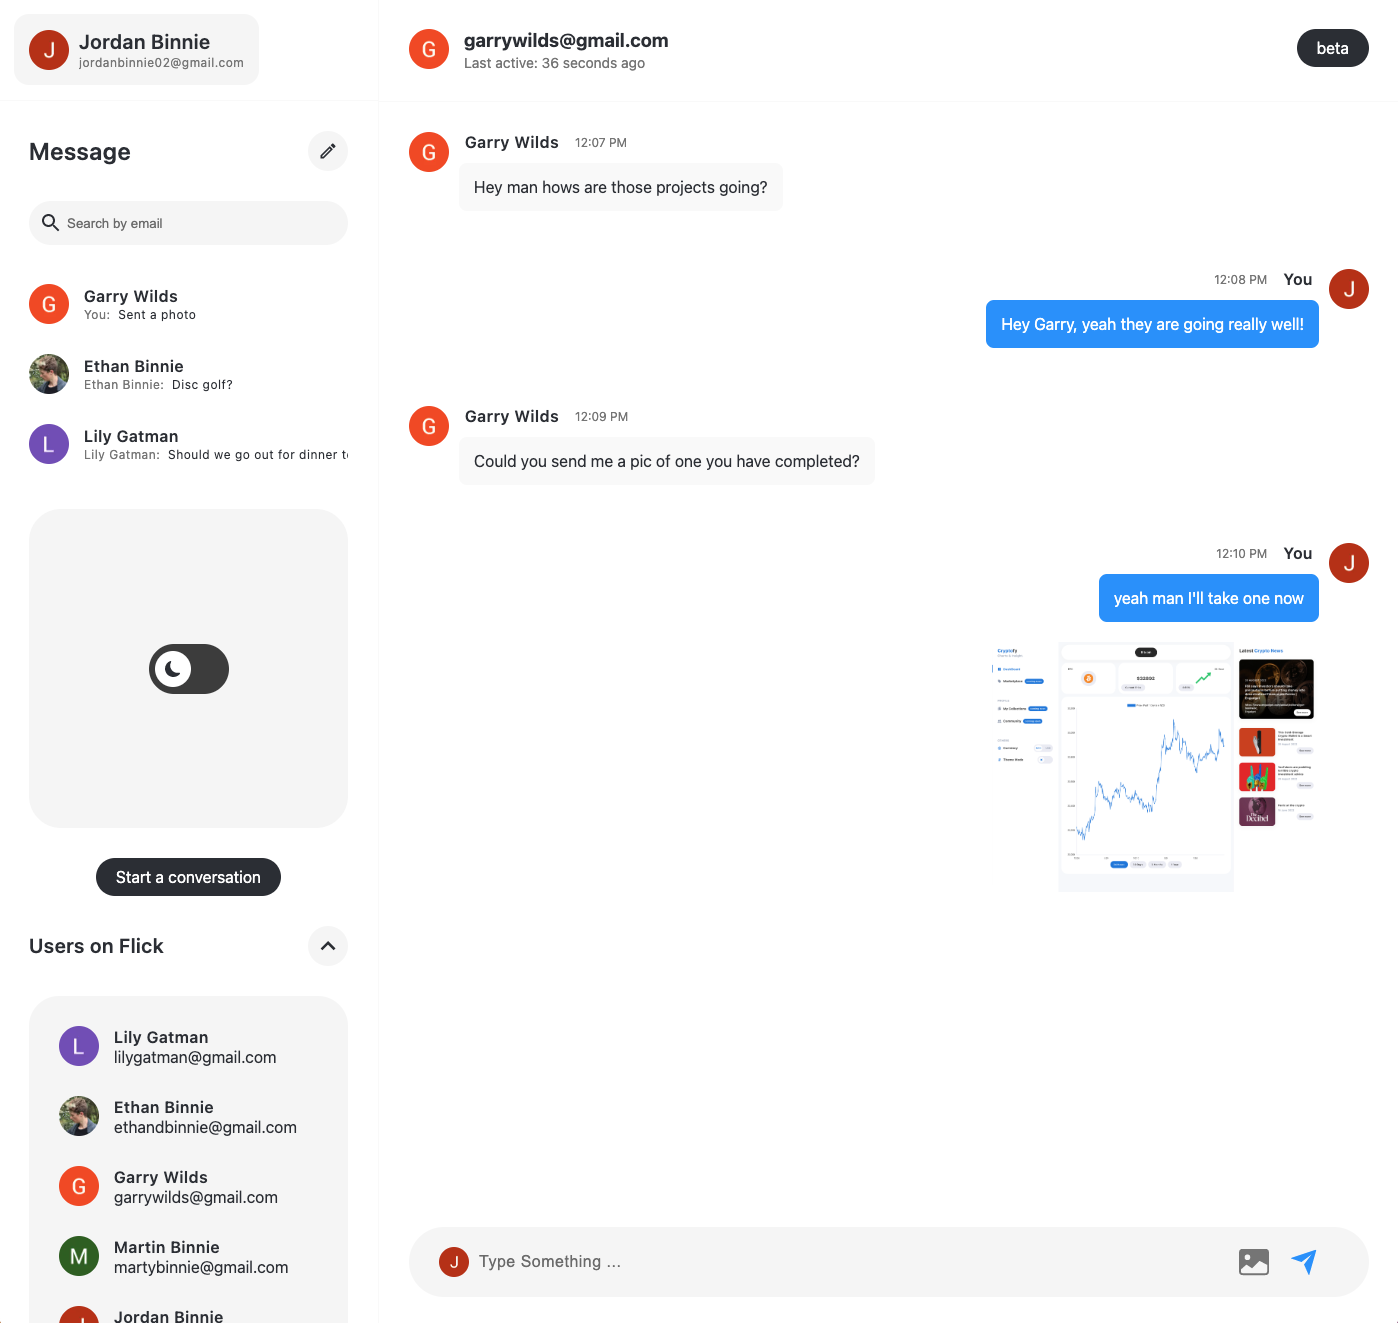 J
Jordan Binnie
jordanbinnie02@gmail.com
Message
Search by email
G
Garry Wilds
You: Sent a photo
Ethan Binnie
Ethan Binnie: Disc golf?
L
Lily Gatman
Lily Gatman: Should we go out for dinner t
Start a conversation
Users on Flick
L
Lily Gatman
lilygatman@gmail.com
Ethan Binnie
ethandbinnie@gmail.com
G
Garry Wilds
garrywilds@gmail.com
M
Martin Binnie
martybinnie@gmail.com
Jordan Binnie
G
garrywilds@gmail.com
Last active: 36 seconds ago
beta
G
Garry Wilds 12:07 PM
Hey man hows are those projects going?
12:08 PM You
J
Hey Garry, yeah they are going really well!
G
Garry Wilds 12:09 PM
Could you send me a pic of one you have completed?
12:10 PM You
J
yeah man I'll take one now
Cryptofy
Latest Crypto News
My Collections
Community
The
Decibel
J
Type Something ...